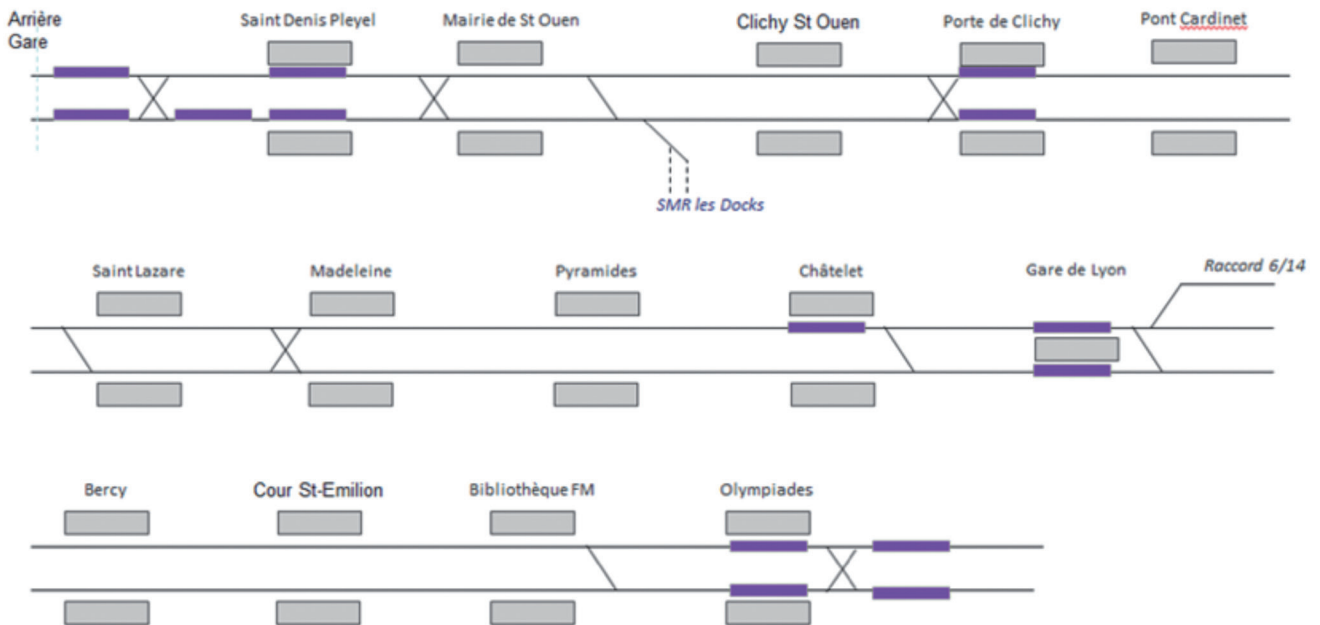 Arrière
Gare
Saint Denis Pleyel
Mairie de St Ouen
Clichy St Ouen
Porte de Clichy
Pont Cardinet
SMR les Docks
Saint Lazare
Madeleine
Pyramides
Châtelet
Gare de Lyon
Raccord 6/14
Bercy
Cour St-Emilion
Bibliothèque FM
Olympiades